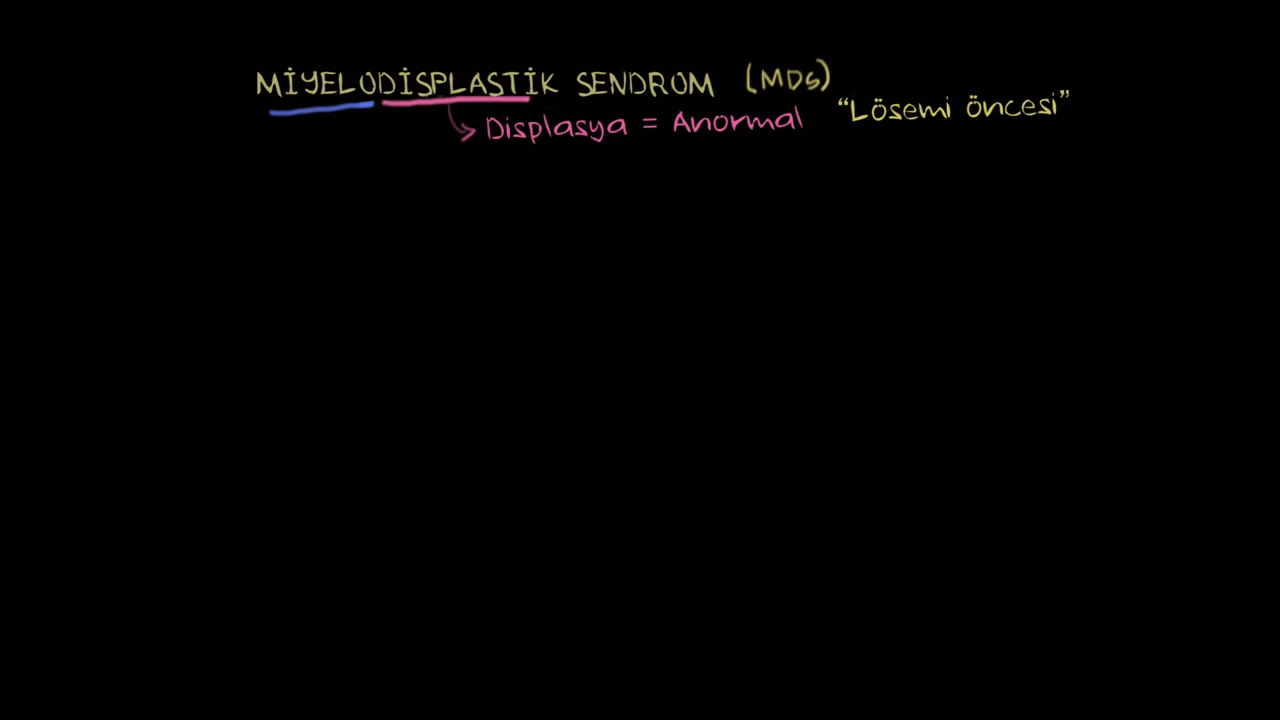 MİYELODİSPLASTİK SENDROM (MDS)
"Lösemi öncesi"
Displasya = Anormal